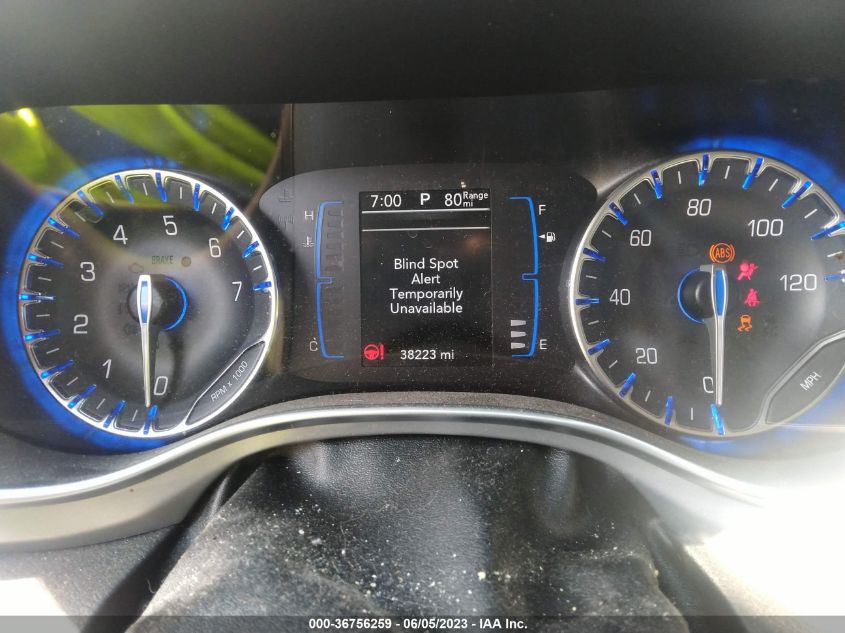 7:00 P 80 Range mi
Blind Spot
Alert
Temporarily
Unavailable
38223 mi
H
C
F
E
0
1
2
3
4
5
6
7
BRAKE
RPM x 1000
0
20
40
60
80
100
120
ABS
MPH
000-36756259 - 06/05/2023 - IAA Inc.